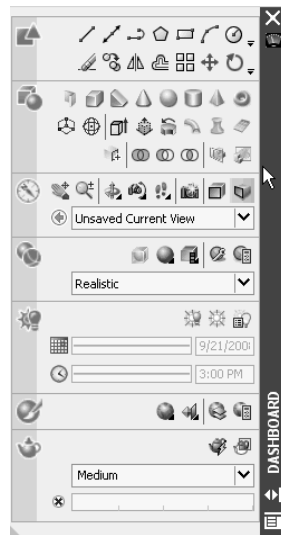 Unsaved Current View
Realistic
9/21/200
3:00 PM
Medium
DASHBOARD